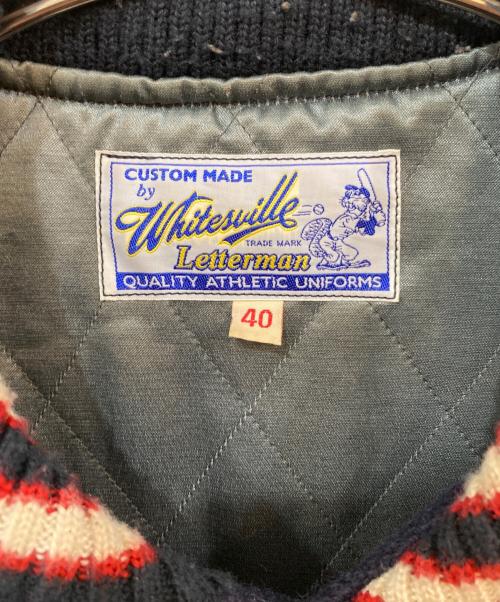 CUSTOM MADE
by
Whitesville
TRADE MARK
Letterman
QUALITY ATHLETIC UNIFORMS
40